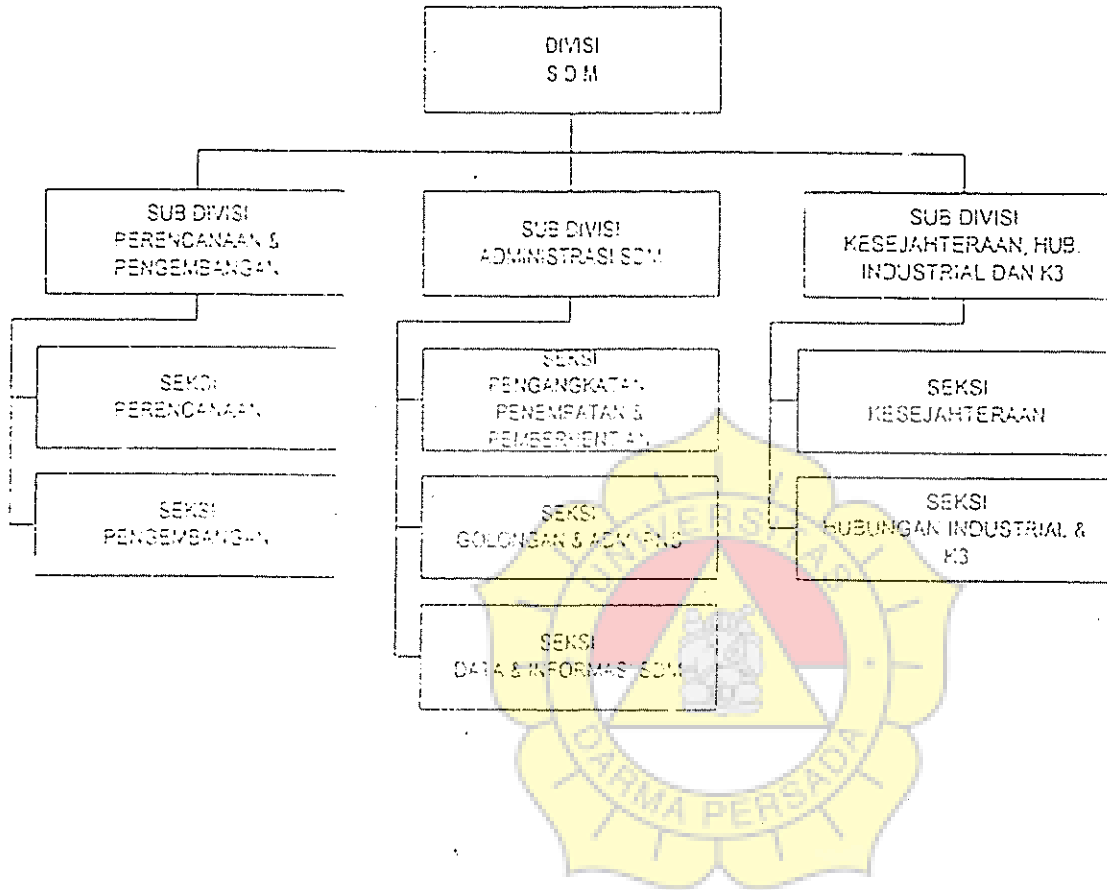 DIVISI
S D M
SUB DIVISI
PERENCANAAN &
PENGEMBANGAN
SUB DIVISI
ADMINISTRASI SDM
SUB DIVISI
KESEJAHTERAAN, HUB.
INDUSTRIAL DAN K3
SEKSI
PERENCANAAN
SEKSI
PENGEMBANGAN
SEKSI
PENGANGKATAN
PENEMPATAN &
PEMBERHENTIAN
SEKSI
GOLONGAN & ADM
SEKSI
DATA & INFORMASI SDM
SEKSI
KESEJAHTERAAN
SEKSI
HUBUNGAN INDUSTRIAL &
K3
UNIVERSITAS
DARMA PERSADA